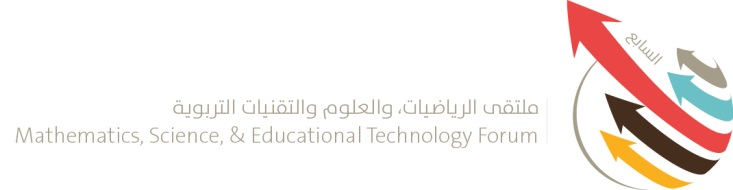 السابع
ملتقى الرياضيات، والعلوم والتقنيات التربوية
Mathematics, Science, & Educational Technology Forum